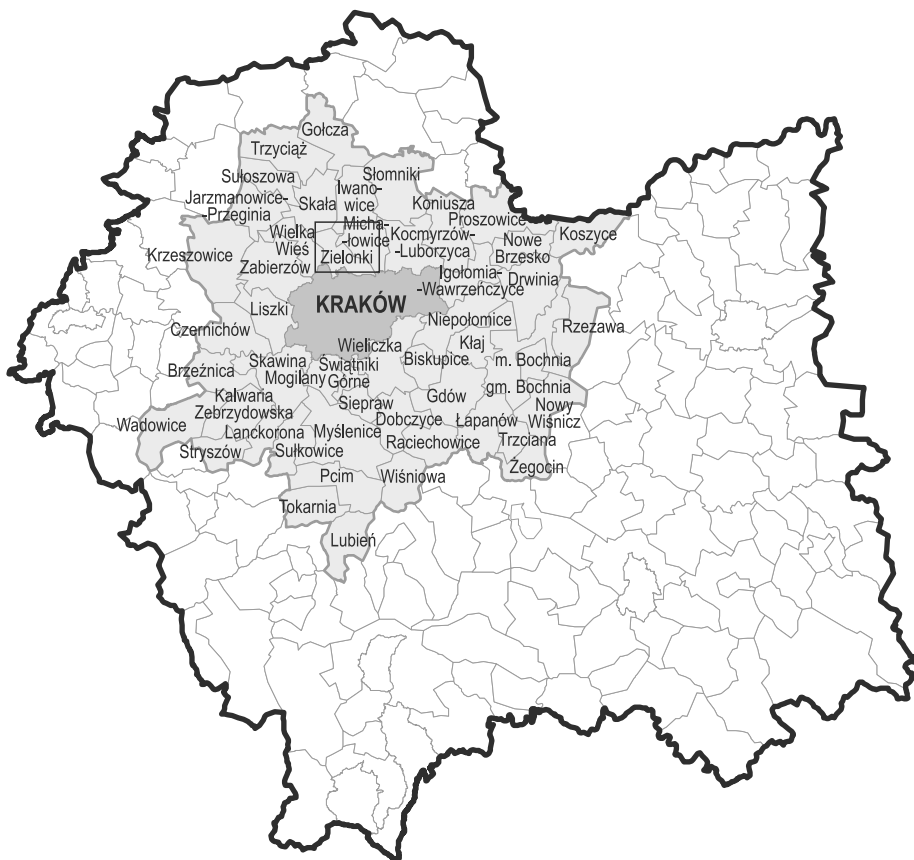 Gołcza
Trzyciąż
Sułoszowa
Słomniki
Jarzmanowice-
-Przeginia
Skała
Iwano-
wice
Koniusza
Proszowice
Koszyce
Wielka
Wieś
Micha-
-łowice
Kocmyrzów-
-Luborzyca
Nowe
Brzesko
Krzeszowice
Zabierzów
Zielonki
Igołomia-
-Wawrzeńczyce
Drwinia
Liszki
KRAKÓW
Niepołomice
Rzezawa
Czernichów
Wieliczka
Kłaj
Brzeźnica
Skawina
Mogilany
Świątniki
Górne
Biskupice
m. Bochnia
gm. Bochnia
Kalwaria
Zebrzydowska
Siepraw
Gdów
Nowy
Wiśnicz
Wadowice
Lanckorona
Myślenice
Dobczyce
Łapanów
Stryszów
Sułkowice
Raciechowice
Trzciana
Żegocin
Pcim
Wiśniowa
Tokarnia
Lubień